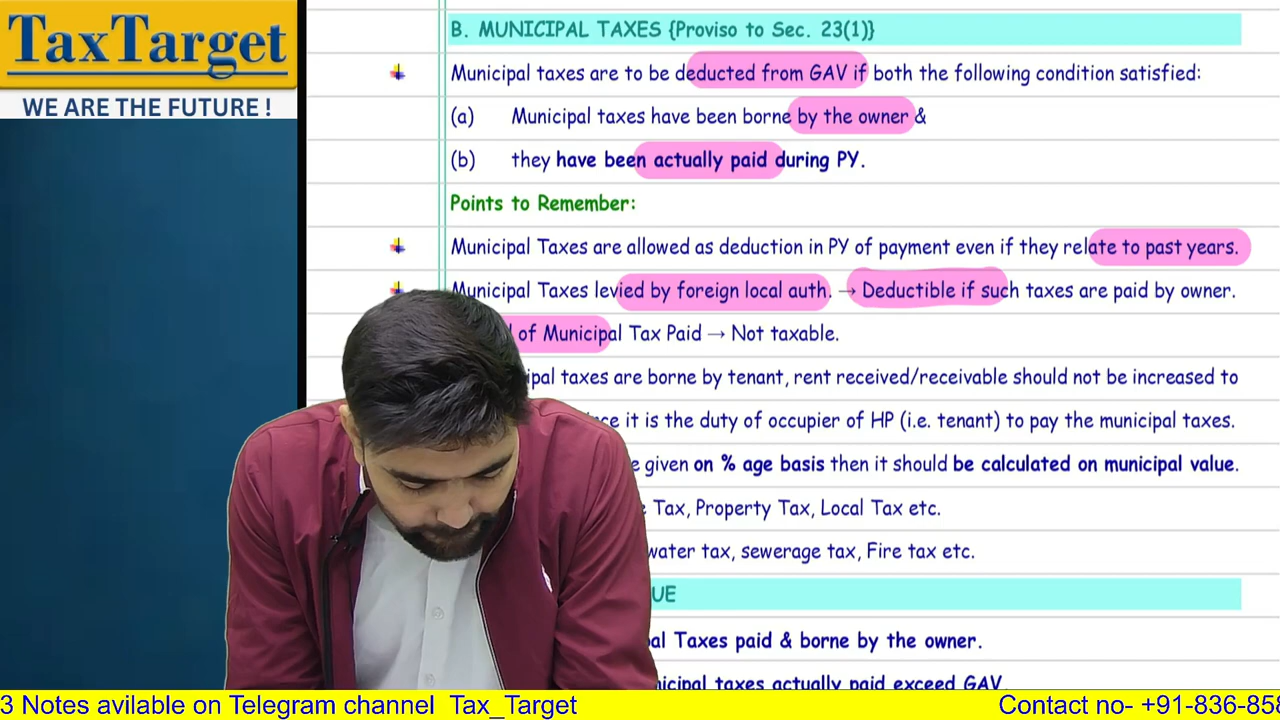 TaxTarget
WE ARE THE FUTURE !
B. MUNICIPAL TAXES {Proviso to Sec. 23(1)}
Municipal taxes are to be deducted from GAV if both the following condition satisfied:
(a) Municipal taxes have been borne by the owner &
(b) they have been actually paid during PY.
Points to Remember:
Municipal Taxes are allowed as deduction in PY of payment even if they relate to past years.
Municipal Taxes levied by foreign local auth. → Deductible if such taxes are paid by owner.
of Municipal Tax Paid → Not taxable.
taxes are borne by tenant, rent received/receivable should not be increased to
it is the duty of occupier of HP (i.e. tenant) to pay the municipal taxes.
given on % age basis then it should be calculated on municipal value.
Tax, Property Tax, Local Tax etc.
water tax, sewerage tax, Fire tax etc.
UE
Taxes paid & borne by the owner.
taxes actually paid exceed GAV
3 Notes avilable on Telegram channel Tax_Target
Contact no- +91-836-858